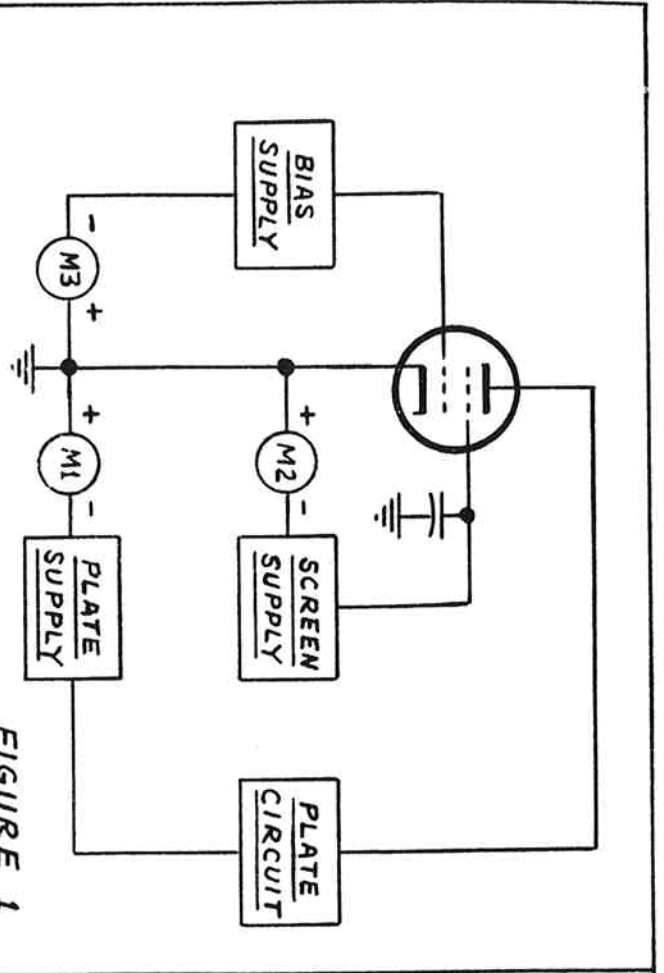 BIAS
SUPPLY
+ M2 -
SCREEN
SUPPLY
PLATE
CIRCUIT
- M3 +
+ M1 -
PLATE
SUPPLY
FIGURE 1